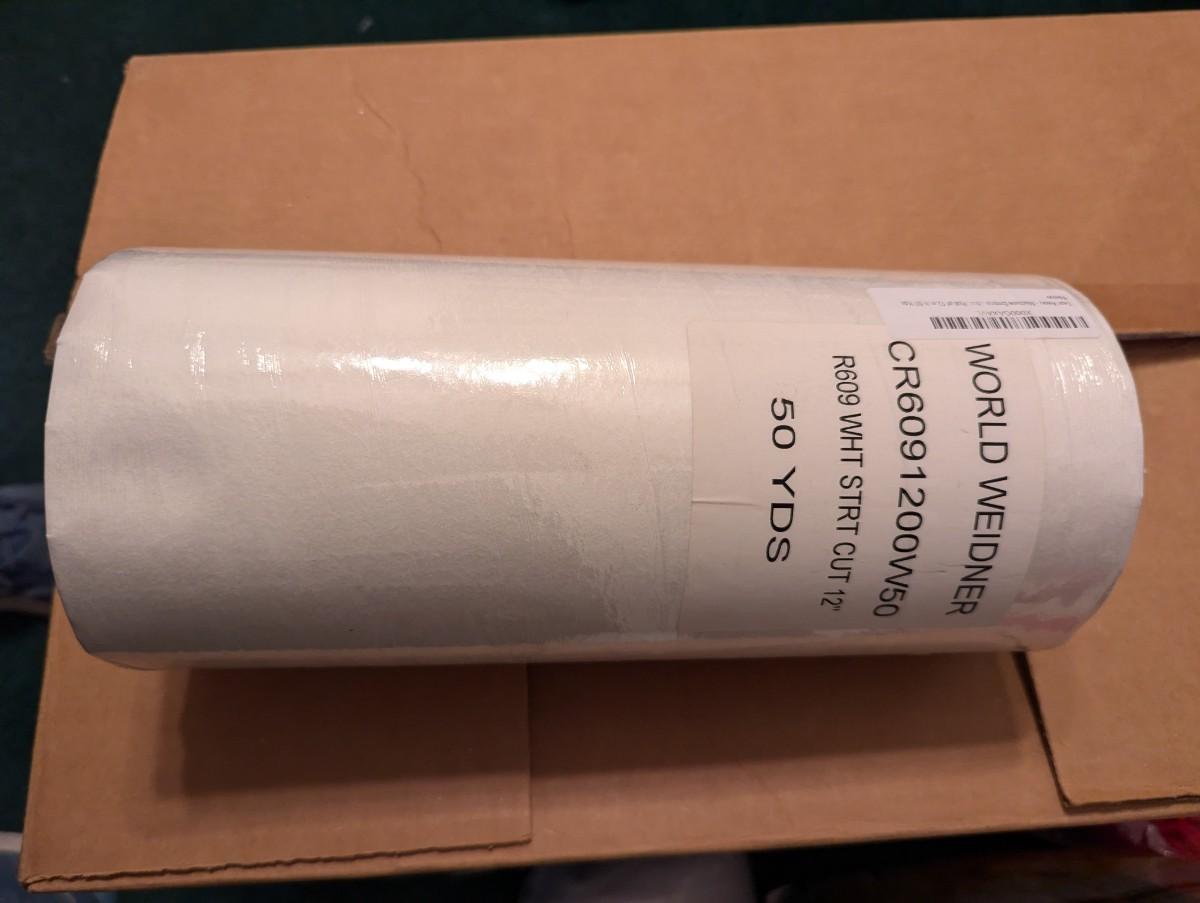 WORLD WEIDNER
CR6091200W50
R609 WHT STRT CUT 12"
50 YDS